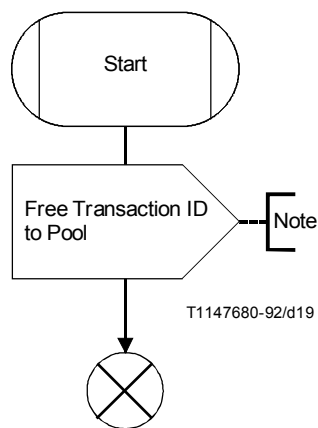 Start
Free Transaction ID
to Pool
Note
T1147680-92/d19